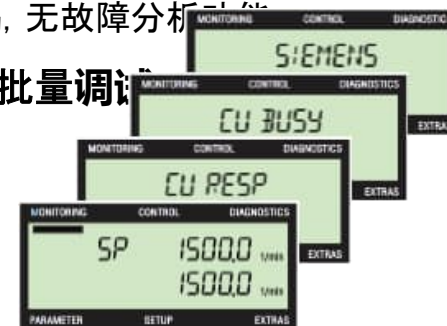 无故障分析
MONITORING CONTROL DIAGNOSTICS
SIEMENS
批量调试
MONITORING CONTROL DIAGNOSTICS
CU BUSY
EXTRAS
MONITORING CONTROL DIAGNOSTICS
CU RESP
EXTRAS
MONITORING CONTROL DIAGNOSTICS
SP 1500,0 1/min
1500,0 1/min
EXTRAS
PARAMETER SETUP EXTRAS